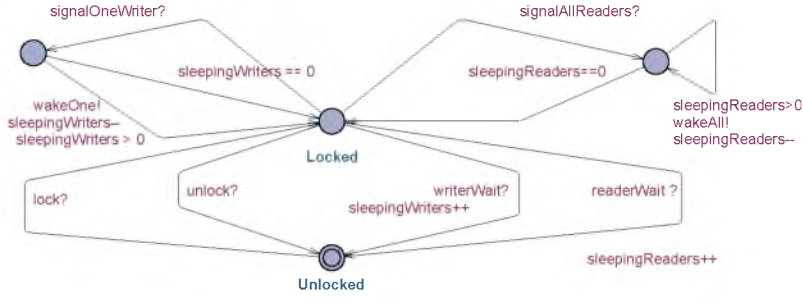 signalOneWriter?
signalAllReaders?
sleepingWriters == 0
sleepingReaders==0
wakeOne!
sleepingWriters--
sleepingWriters > 0
sleepingReaders>0
wakeAll!
sleepingReaders--
Locked
lock?
unlock?
writerWait?
sleepingWriters++
readerWait ?
sleepingReaders++
Unlocked